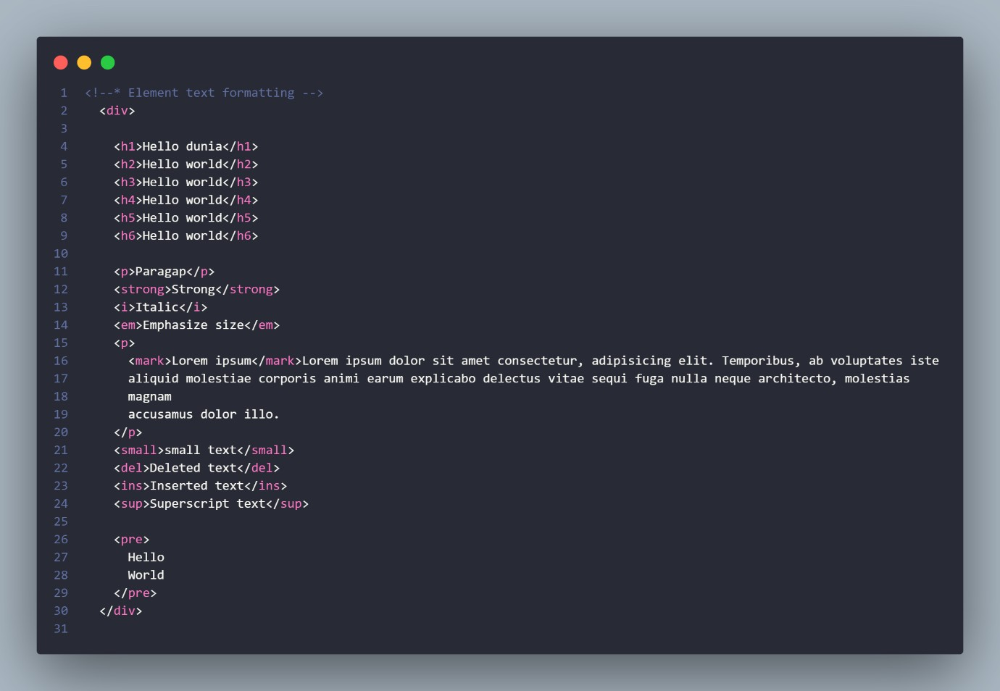 1 <!--* Element text formatting -->
2   <div>
3
4     <h1>Hello dunia</h1>
5     <h2>Hello world</h2>
6     <h3>Hello world</h3>
7     <h4>Hello world</h4>
8     <h5>Hello world</h5>
9     <h6>Hello world</h6>
10
11     <p>Paragap</p>
12     <strong>Strong</strong>
13     <i>Italic</i>
14     <em>Emphasize size</em>
15     <p>
16       <mark>Lorem ipsum</mark>Lorem ipsum dolor sit amet consectetur, adipisicing elit. Temporibus, ab voluptates iste
17       aliquid molestiae corporis animi earum explicabo delectus vitae sequi fuga nulla neque architecto, molestias
18       magnam
19       accusamus dolor illo.
20     </p>
21     <small>small text</small>
22     <del>Deleted text</del>
23     <ins>Inserted text</ins>
24     <sup>Superscript text</sup>
25
26     <pre>
27       Hello
28       World
29     </pre>
30   </div>
31